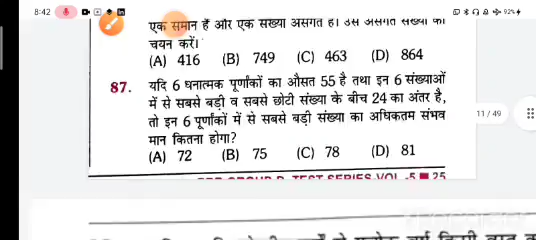 8:42
92%
एक समान हैं और एक संख्या असंगत है। उस असंगत संख्या का
चयन करें।
(A) 416 (B) 749 (C) 463 (D) 864
87. यदि 6 धनात्मक पूर्णांकों का औसत 55 है तथा इन 6 संख्याओं
में से सबसे बड़ी व सबसे छोटी संख्या के बीच 24 का अंतर है,
तो इन 6 पूर्णांकों में से सबसे बड़ी संख्या का अधिकतम संभव
मान कितना होगा?
(A) 72 (B) 75 (C) 78 (D) 81
11 / 49
GROUP D TEST SERIES VOL -5 ■ 25